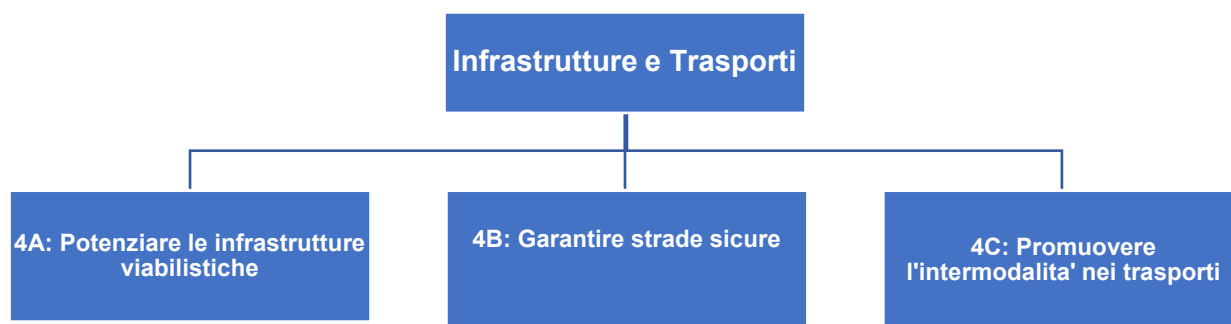 Infrastrutture e Trasporti
4A: Potenziare le infrastrutture
viabilistiche
4B: Garantire strade sicure
4C: Promuovere
l'intermodalita' nei trasporti